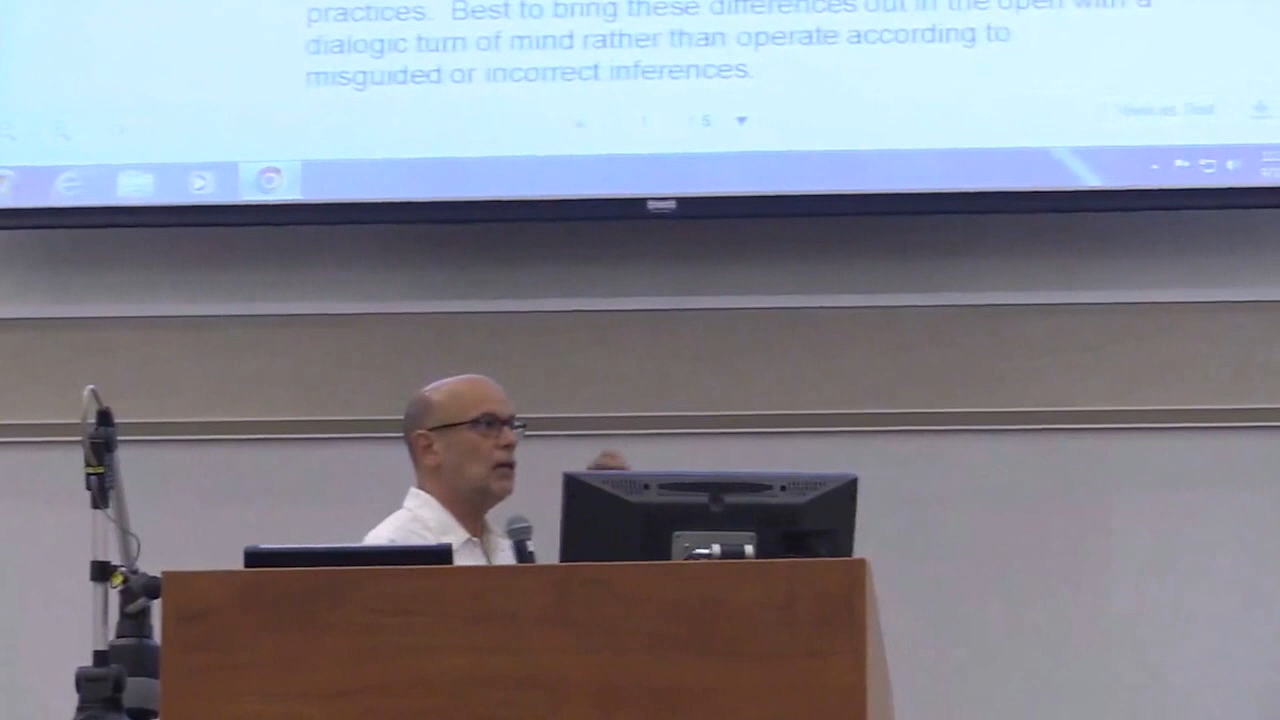 practices. Best to bring these differences out in the open with a
dialogic turn of mind rather than operate according to
misguided or incorrect inferences.
5